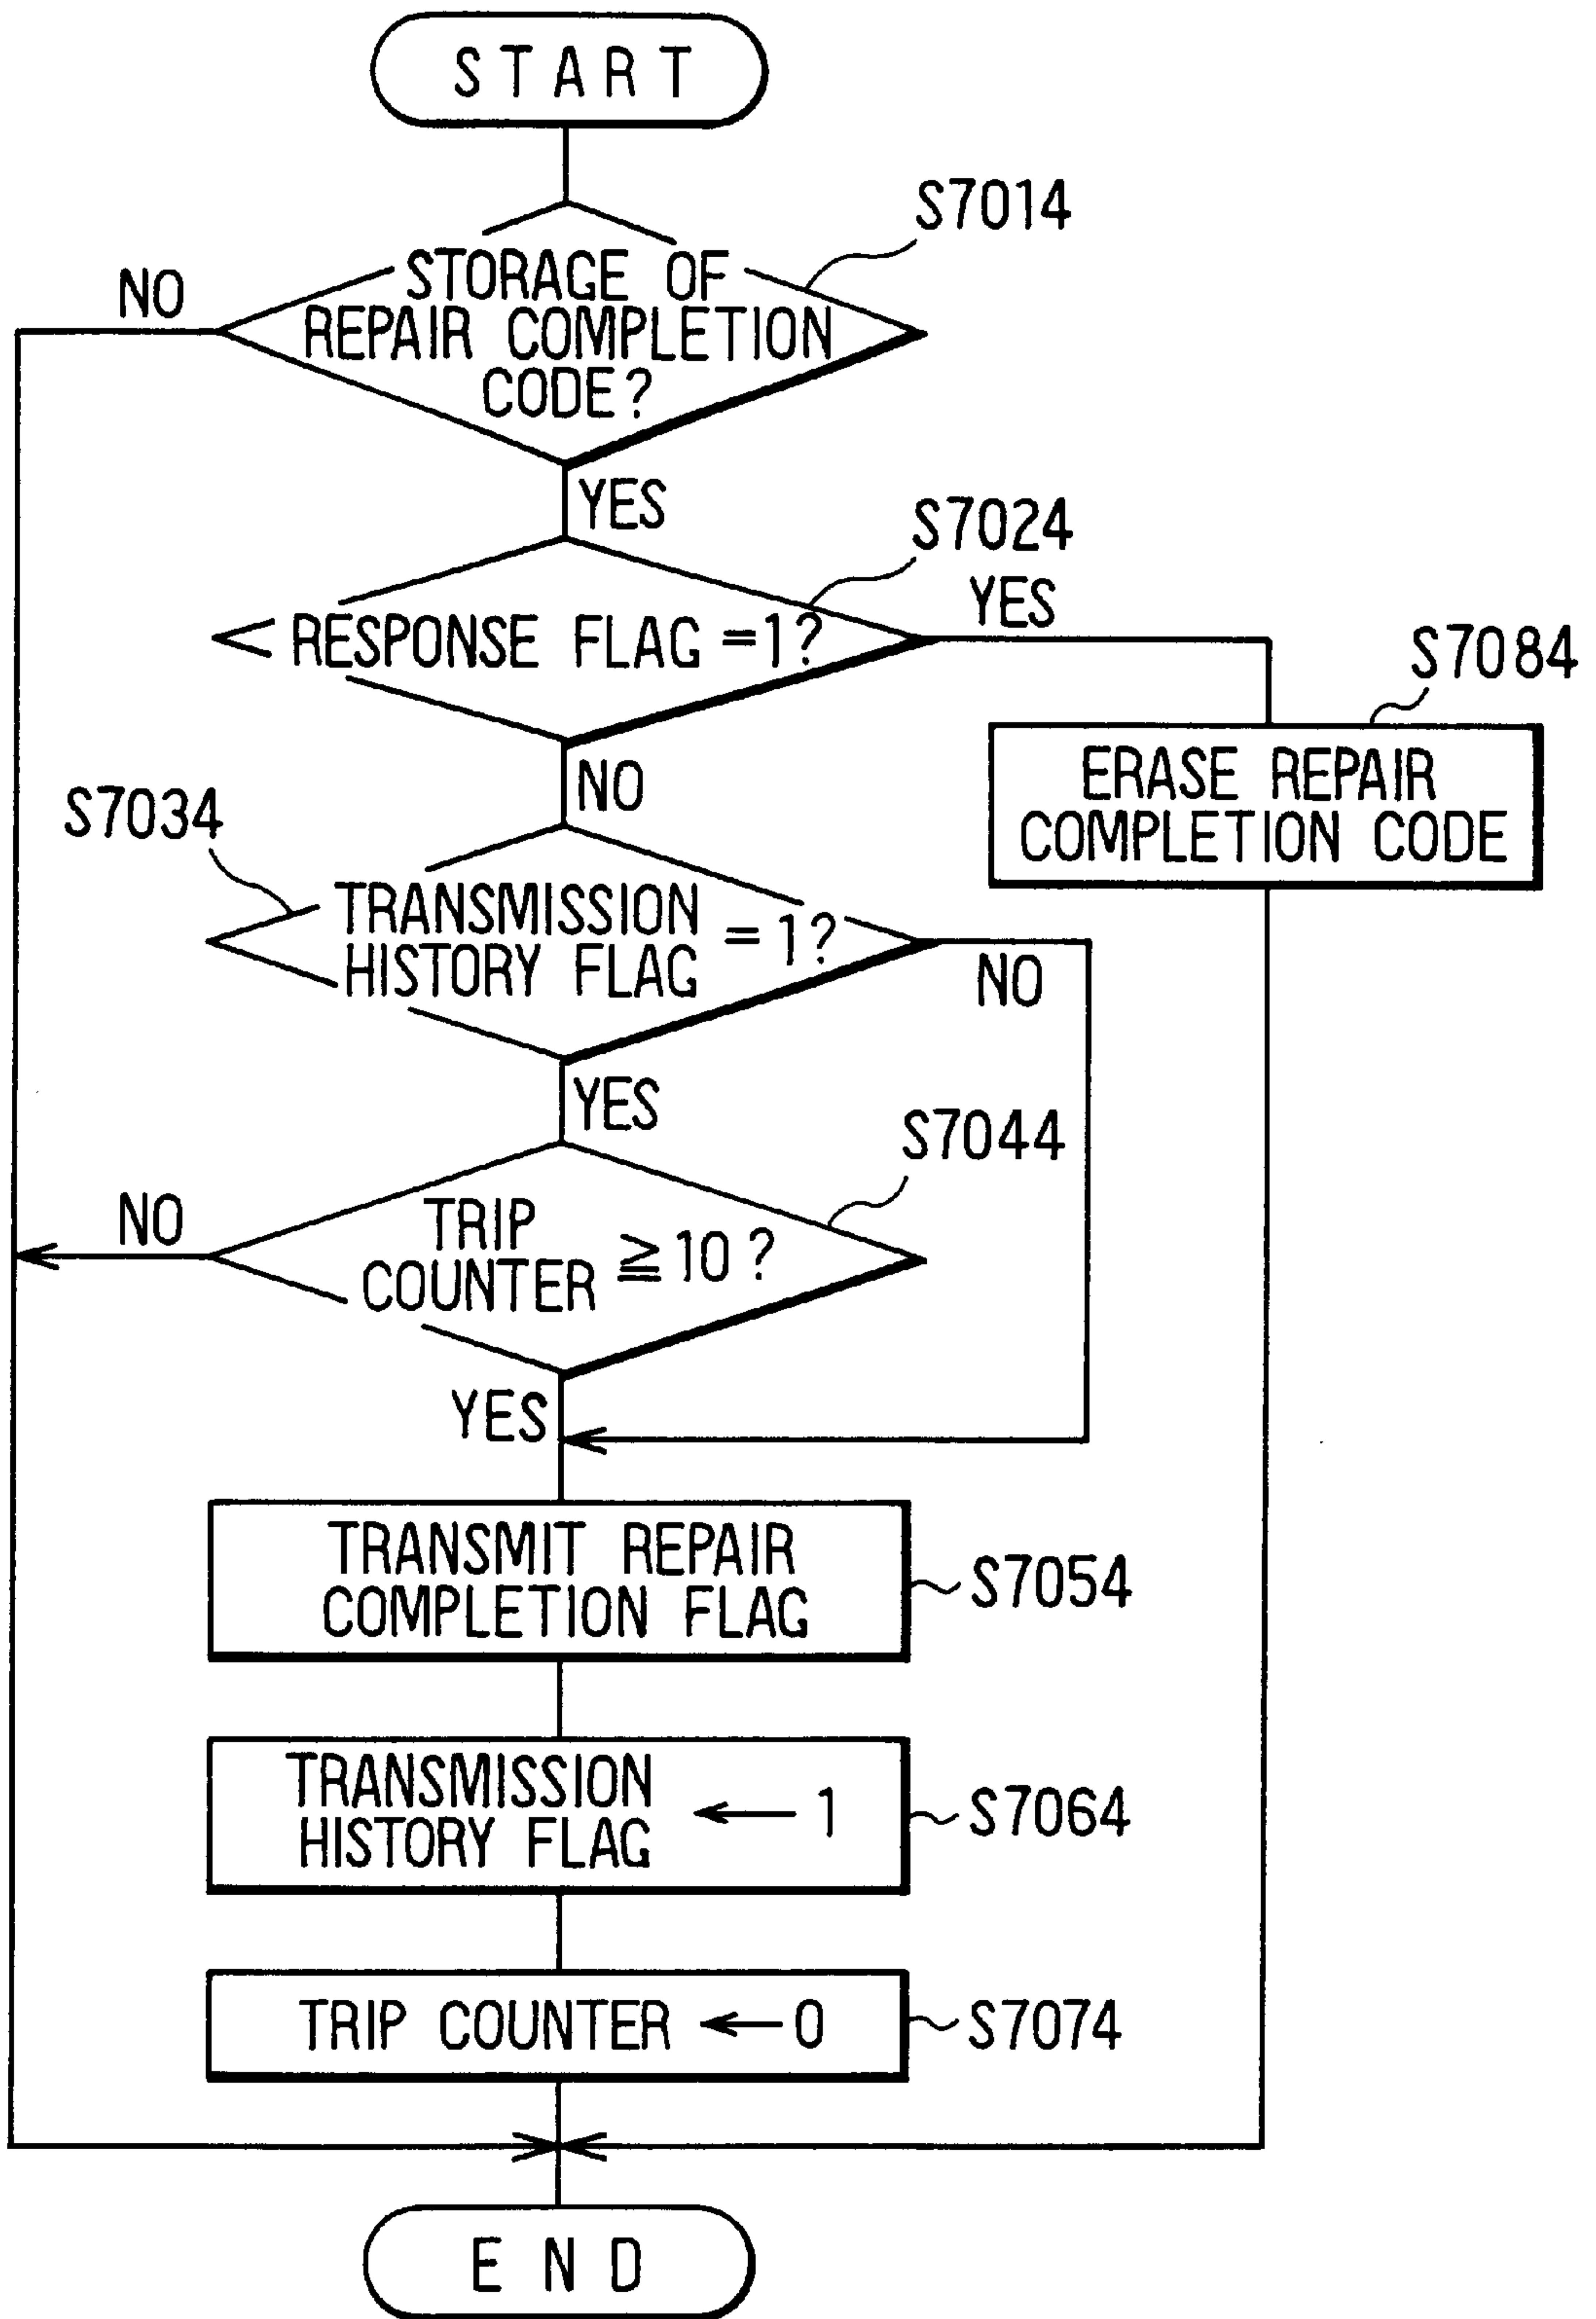 START
S7014
NO
STORAGE OF
REPAIR COMPLETION
CODE?
YES
S7024
YES
RESPONSE FLAG =1?
S7084
ERASE REPAIR
COMPLETION CODE
NO
S7034
TRANSMISSION
HISTORY FLAG
= 1?
NO
YES
S7044
NO
TRIP
COUNTER
≧ 10 ?
YES
TRANSMIT REPAIR
COMPLETION FLAG
S7054
TRANSMISSION
HISTORY FLAG
← 1
S7064
TRIP COUNTER ← 0
S7074
END